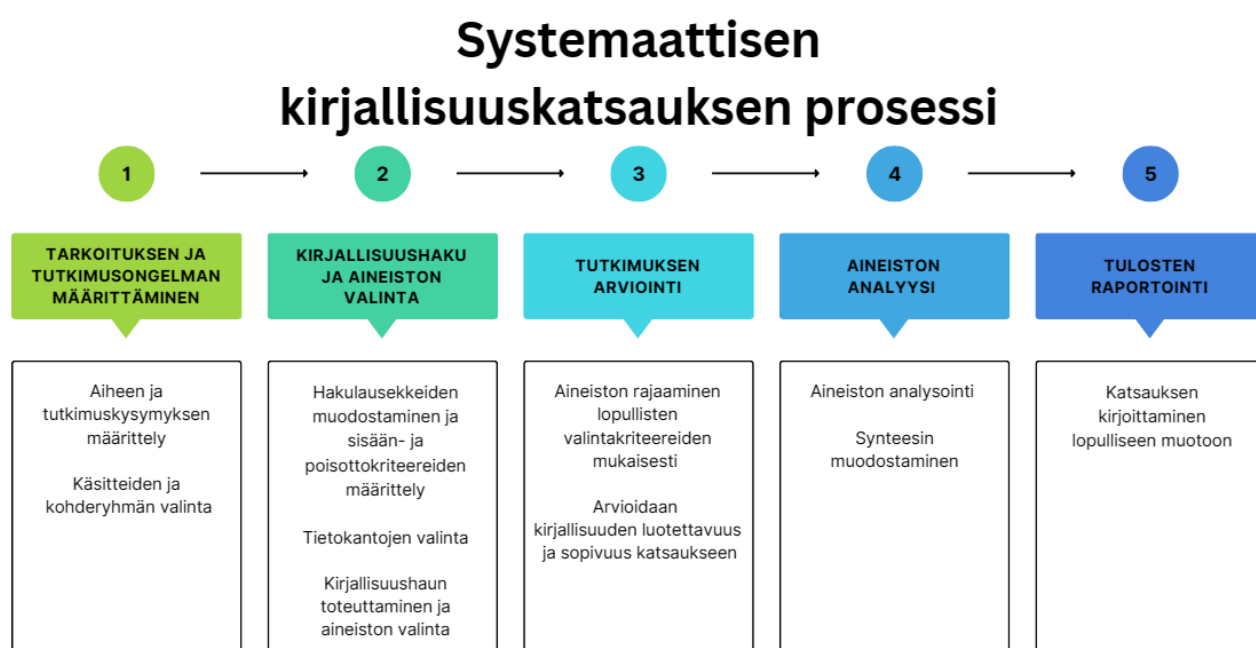 Systemaattisen
kirjallisuuskatsauksen prosessi
1
2
3
4
5
TARKOITUKSEN JA
TUTKIMUSONGELMAN
MÄÄRITTÄMINEN
KIRJALLISUUSHAKU
JA AINEISTON
VALINTA
TUTKIMUKSEN
ARVIOINTI
AINEISTON
ANALYYSI
TULOSTEN
RAPORTOINTI
Aiheen ja
tutkimuskysymyksen
määrittely
Käsitteiden ja
kohderyhmän valinta
Hakulausekkeiden
muodostaminen ja
sisään- ja
poisottokriteereiden
määrittely
Tietokantojen valinta
Kirjallisuushaun
toteuttaminen ja
aineiston valinta
Aineiston rajaaminen
lopullisten
valintakriteereiden
mukaisesti
Arvioidaan
kirjallisuuden luotettavuus
ja sopivuus katsaukseen
Aineiston analysointi
Synteesin
muodostaminen
Katsauksen
kirjoittaminen
lopulliseen muotoon